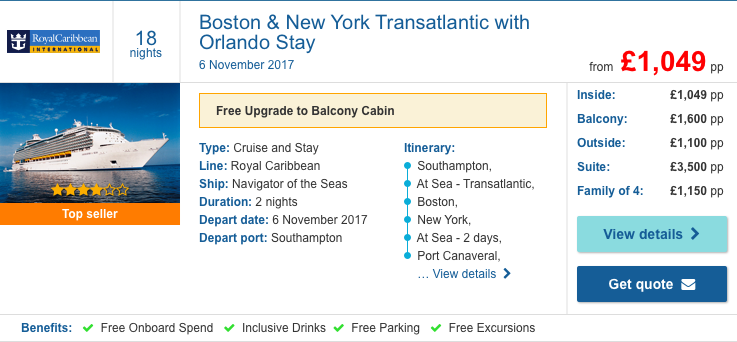 RoyalCaribbean
INTERNATIONAL
18
nights
Boston & New York Transatlantic with
Orlando Stay
6 November 2017
from £1,049 pp
Top seller
Free Upgrade to Balcony Cabin
Type: Cruise and Stay
Line: Royal Caribbean
Ship: Navigator of the Seas
Duration: 2 nights
Depart date: 6 November 2017
Depart port: Southampton
Itinerary:
Southampton,
At Sea - Transatlantic,
Boston,
New York,
At Sea - 2 days,
Port Canaveral,
… View details
Inside: £1,049 pp
Balcony: £1,600 pp
Outside: £1,100 pp
Suite: £3,500 pp
Family of 4: £1,150 pp
View details
Get quote
Benefits: Free Onboard Spend Inclusive Drinks Free Parking Free Excursions